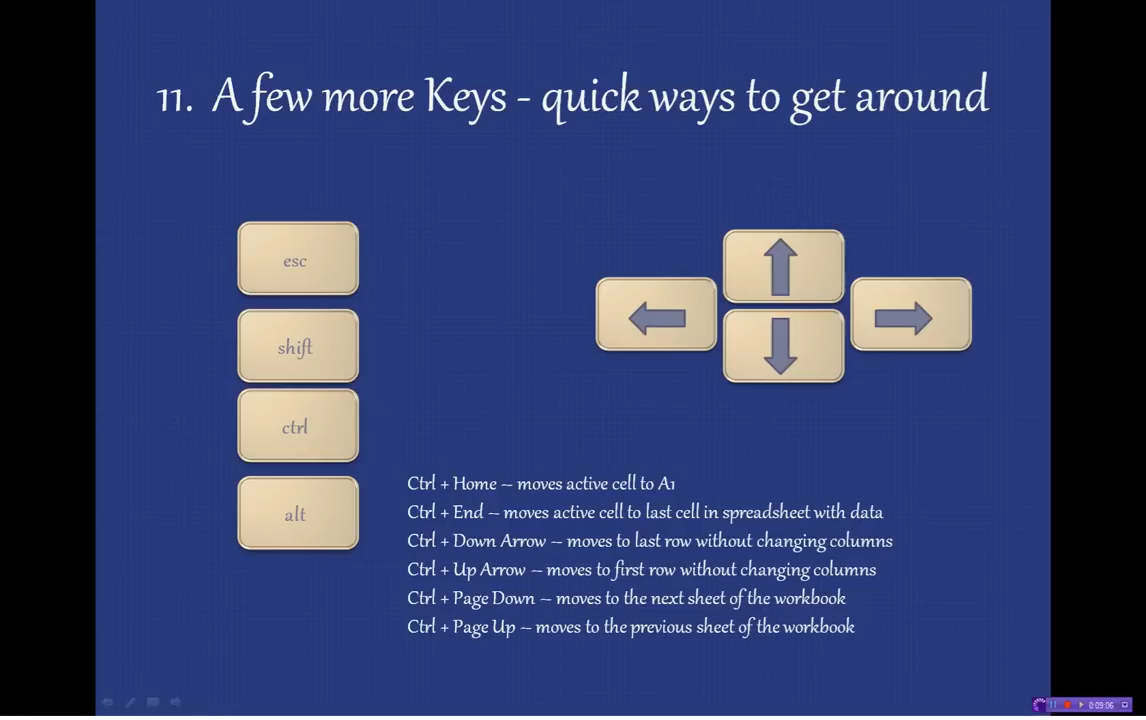 11. A few more Keys - quick ways to get around
esc
shift
ctrl
alt
Ctrl + Home – moves active cell to A1
Ctrl + End – moves active cell to last cell in spreadsheet with data
Ctrl + Down Arrow – moves to last row without changing columns
Ctrl + Up Arrow – moves to first row without changing columns
Ctrl + Page Down – moves to the next sheet of the workbook
Ctrl + Page Up – moves to the previous sheet of the workbook
0:09:06